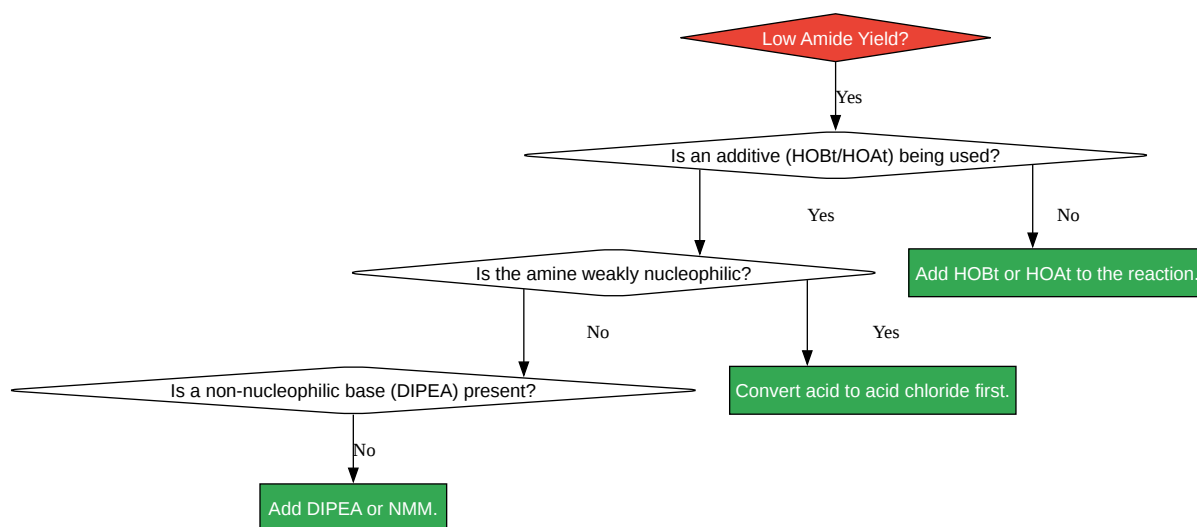 Low Amide Yield?
Yes
Is an additive (HOBt/HOAt) being used?
Yes
No
Is the amine weakly nucleophilic?
Add HOBt or HOAt to the reaction.
No
Yes
Is a non-nucleophilic base (DIPEA) present?
Convert acid to acid chloride first.
No
Add DIPEA or NMM.